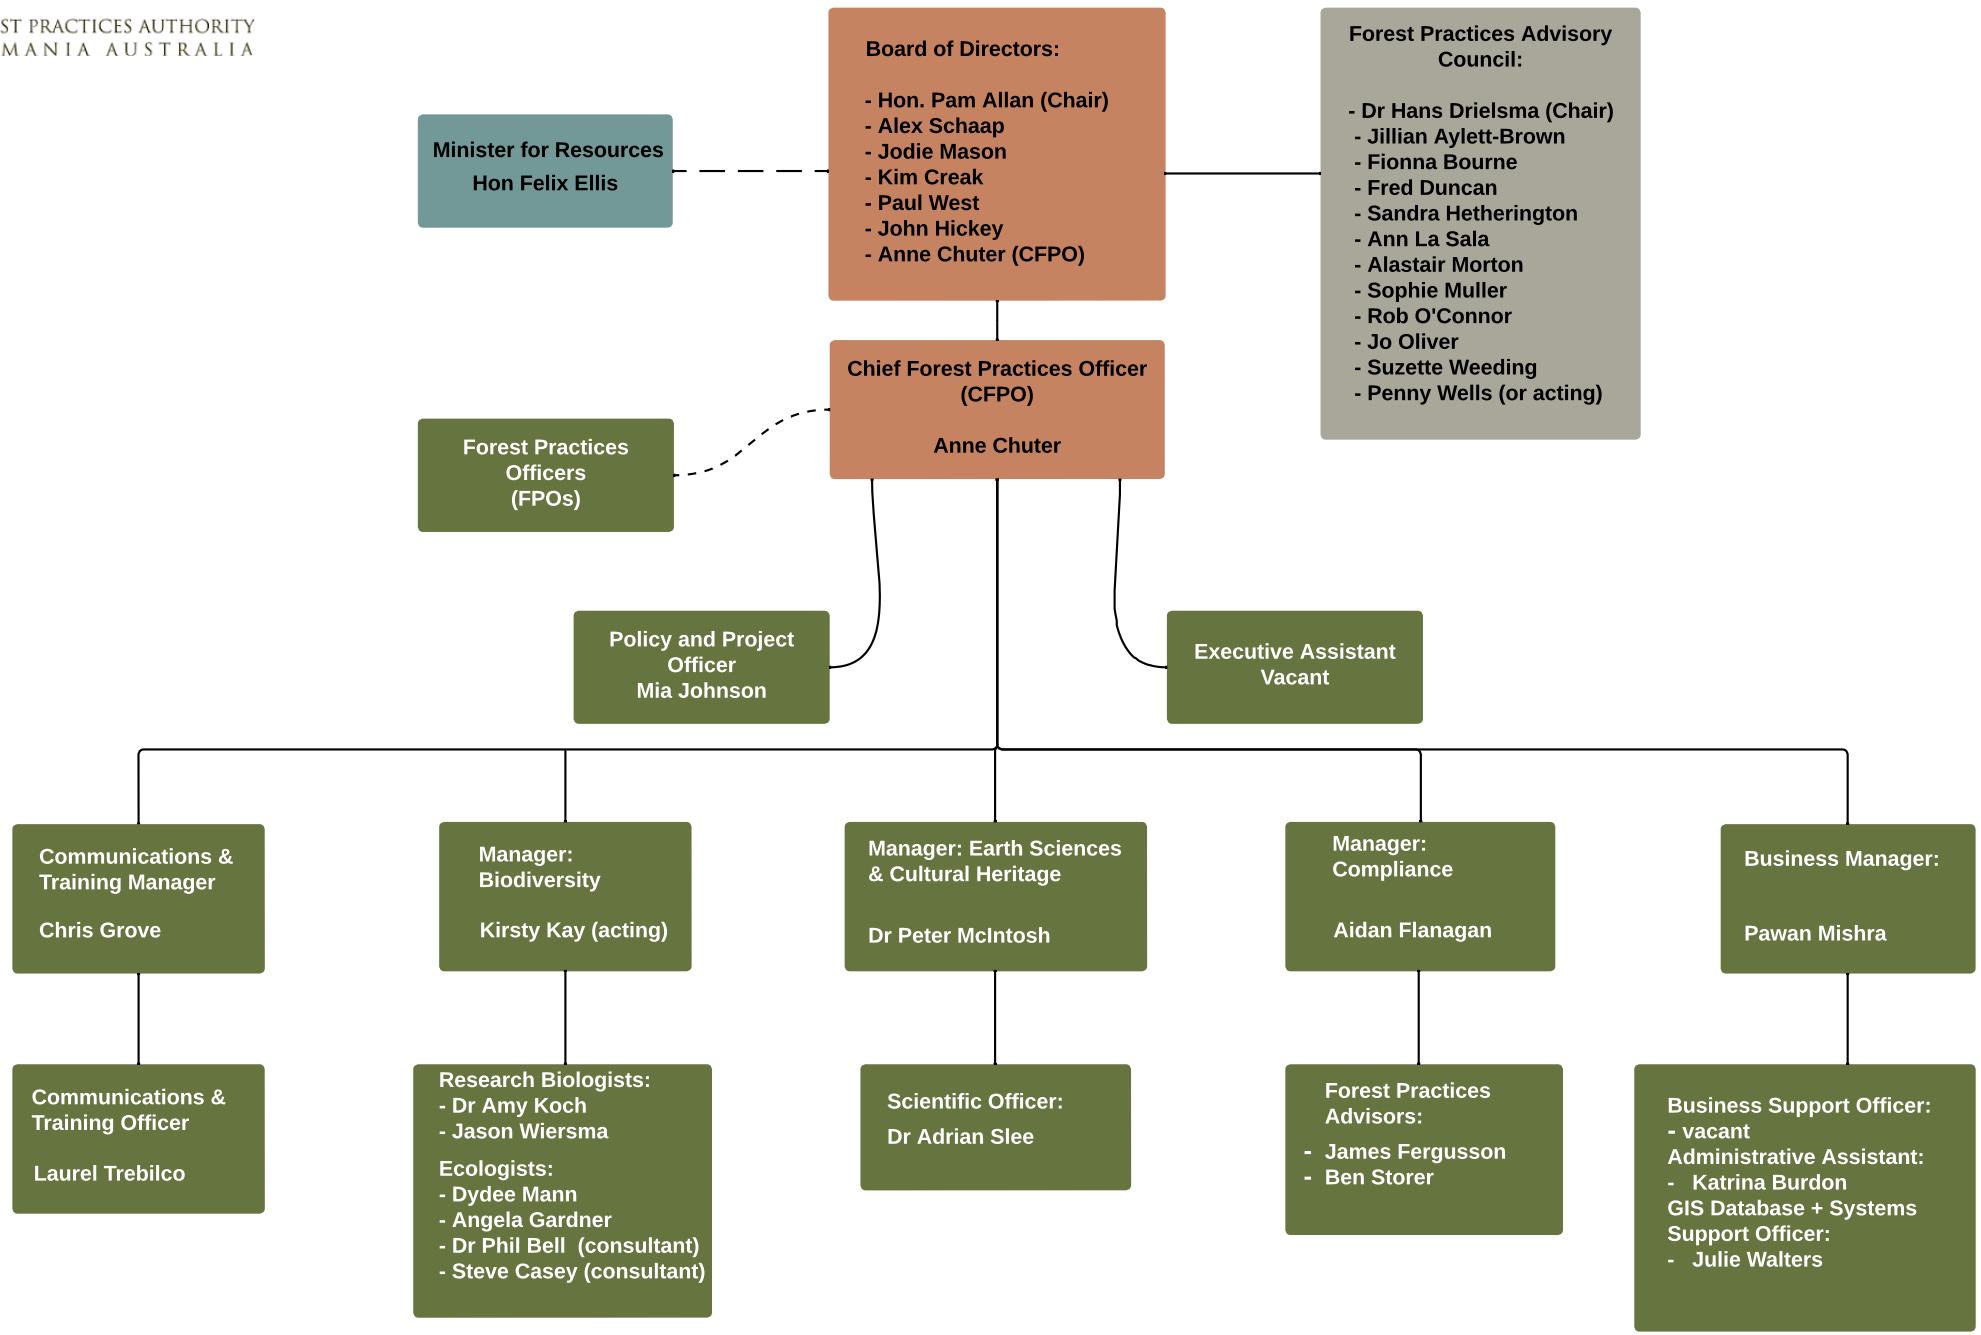 ST PRACTICES AUTHORITY
MANIA AUSTRALIA
Board of Directors:
- Hon. Pam Allan (Chair)
- Alex Schaap
- Jodie Mason
- Kim Creak
- Paul West
- John Hickey
- Anne Chuter (CFPO)
Forest Practices Advisory
Council:
- Dr Hans Drielsma (Chair)
- Jillian Aylett-Brown
- Fionna Bourne
- Fred Duncan
- Sandra Hetherington
- Ann La Sala
- Alastair Morton
- Sophie Muller
- Rob O'Connor
- Jo Oliver
- Suzette Weeding
- Penny Wells (or acting)
Minister for Resources
Hon Felix Ellis
Chief Forest Practices Officer
(CFPO)
Anne Chuter
Forest Practices
Officers
(FPOs)
Policy and Project
Officer
Mia Johnson
Executive Assistant
Vacant
Communications &
Training Manager
Chris Grove
Manager:
Biodiversity
Kirsty Kay (acting)
Manager: Earth Sciences
& Cultural Heritage
Dr Peter McIntosh
Manager:
Compliance
Aidan Flanagan
Business Manager:
Pawan Mishra
Communications &
Training Officer
Laurel Trebilco
Research Biologists:
- Dr Amy Koch
- Jason Wiersma
Ecologists:
- Dydee Mann
- Angela Gardner
- Dr Phil Bell  (consultant)
- Steve Casey (consultant)
Scientific Officer:
Dr Adrian Slee
Forest Practices
Advisors:
- James Fergusson
- Ben Storer
Business Support Officer:
- vacant
Administrative Assistant:
- Katrina Burdon
GIS Database + Systems
Support Officer:
- Julie Walters